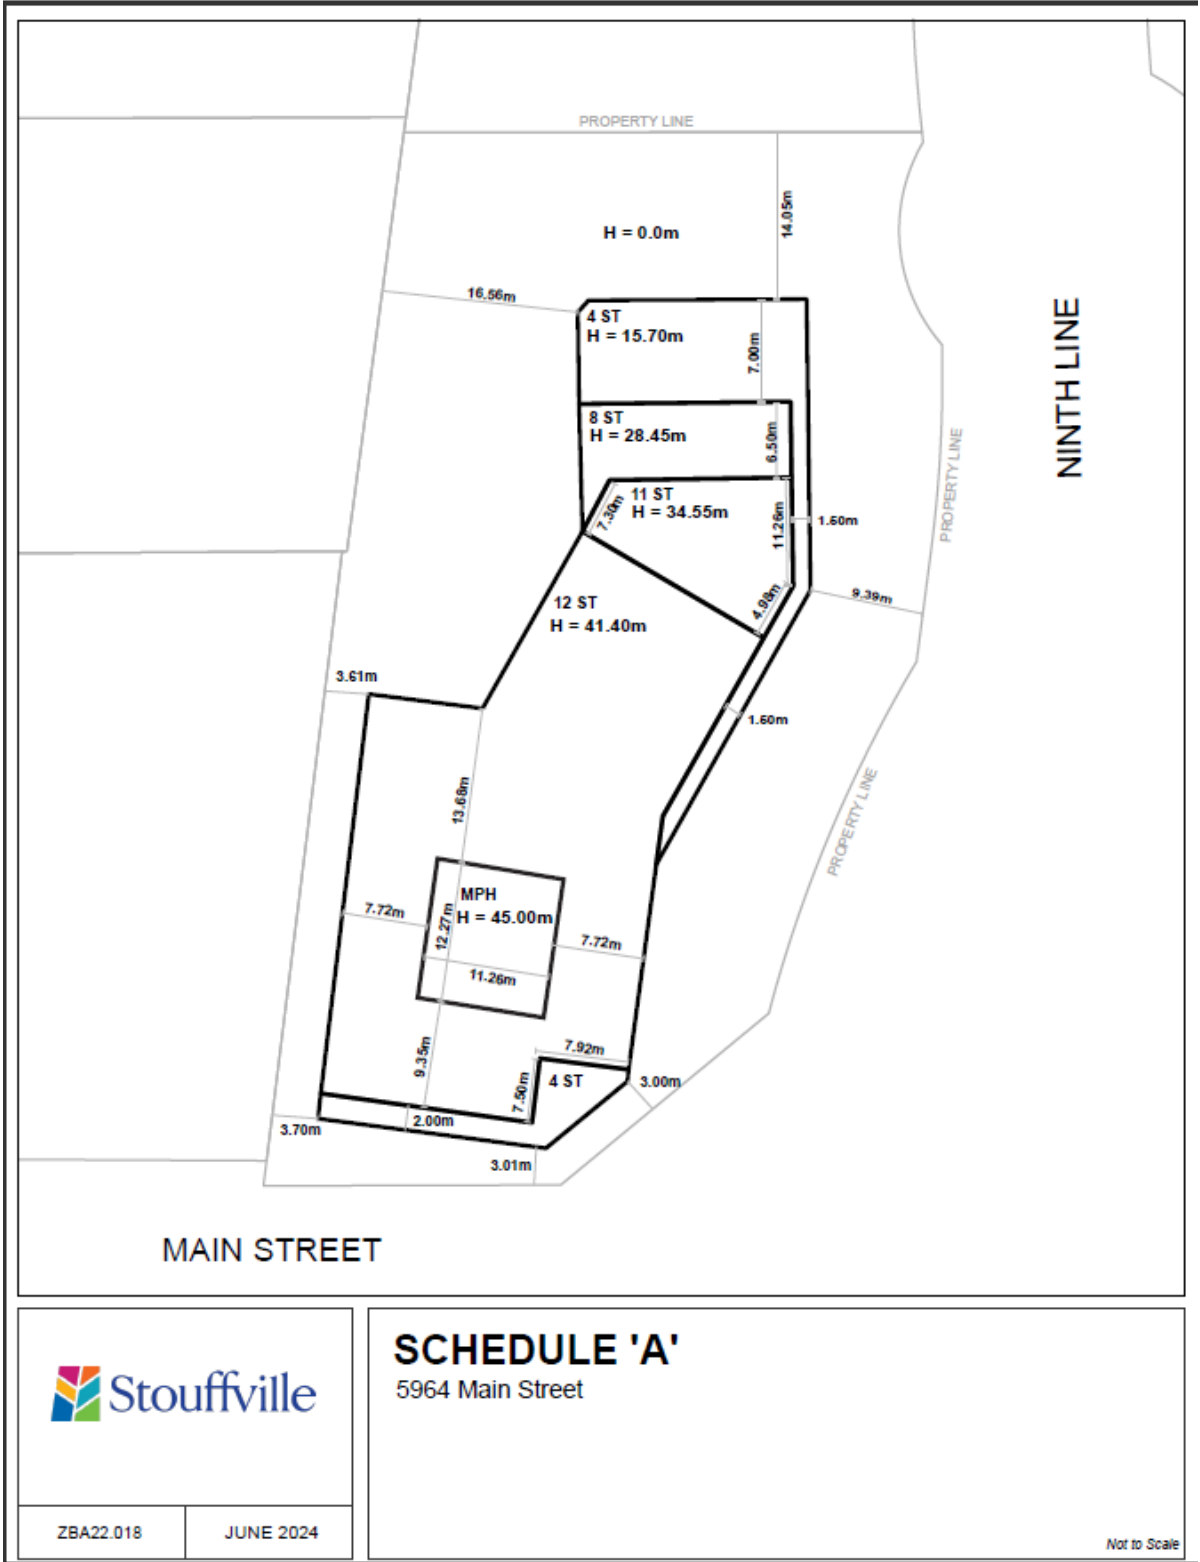 PROPERTY LINE
14.05m
H = 0.0m
16.56m
4 ST
H = 15.70m
7.00m
NINTH LINE
8 ST
H = 28.45m
6.50m
PROPERTY LINE
11 ST
H = 34.55m
7.30m
11.26m
1.60m
12 ST
H = 41.40m
4.98m
9.39m
3.61m
1.60m
13.68m
PROPERTY LINE
MPH
H = 45.00m
7.72m
12.27m
7.72m
11.26m
9.35m
7.92m
7.50m
4 ST
3.00m
2.00m
3.70m
3.01m
MAIN STREET
Stouffville
SCHEDULE 'A'
5964 Main Street
ZBA22.018
JUNE 2024
Not to Scale